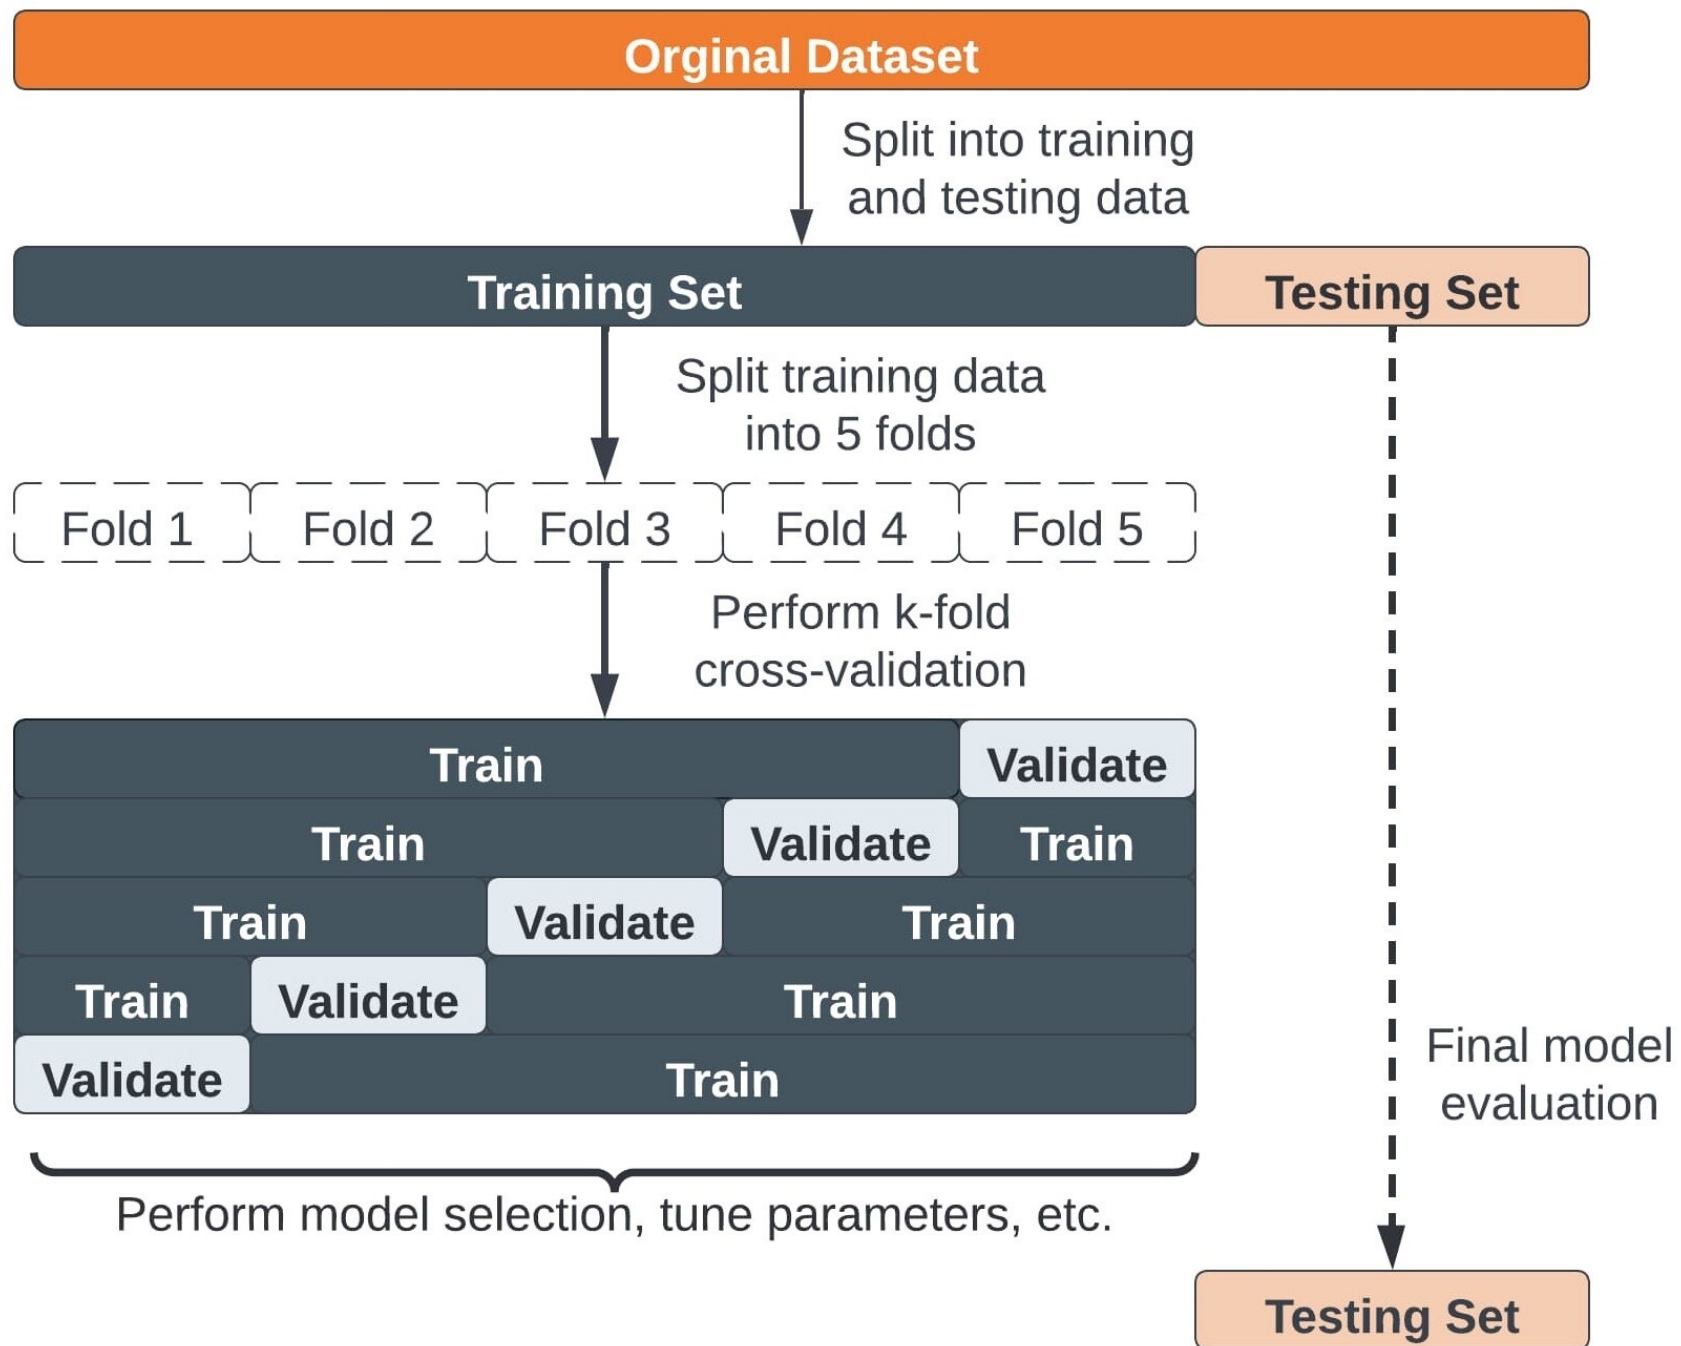 Orginal Dataset
Split into training
and testing data
Training Set
Testing Set
Split training data
into 5 folds
Fold 1
Fold 2
Fold 3
Fold 4
Fold 5
Perform k-fold
cross-validation
Train
Validate
Train
Validate
Train
Train
Validate
Train
Train
Validate
Train
Validate
Train
Final model
evaluation
Perform model selection, tune parameters, etc.
Testing Set